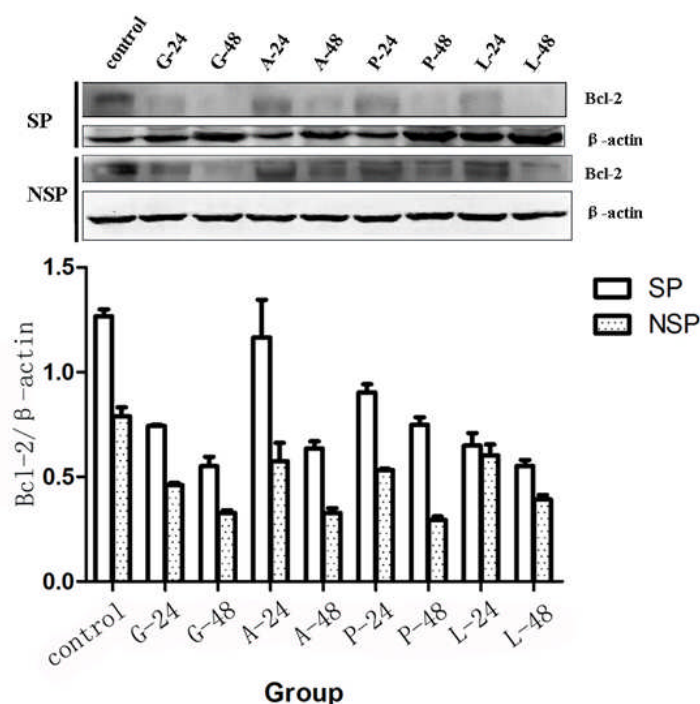 control G-24 G-48 A-24 A-48 P-24 P-48 L-24 L-48
Bcl-2
SP
β-actin
Bcl-2
NSP
β-actin
1.5
1.0
0.5
0.0
Bcl-2/β-actin
SP
NSP
control G-24 G-48 A-24 A-48 P-24 P-48 L-24 L-48
Group